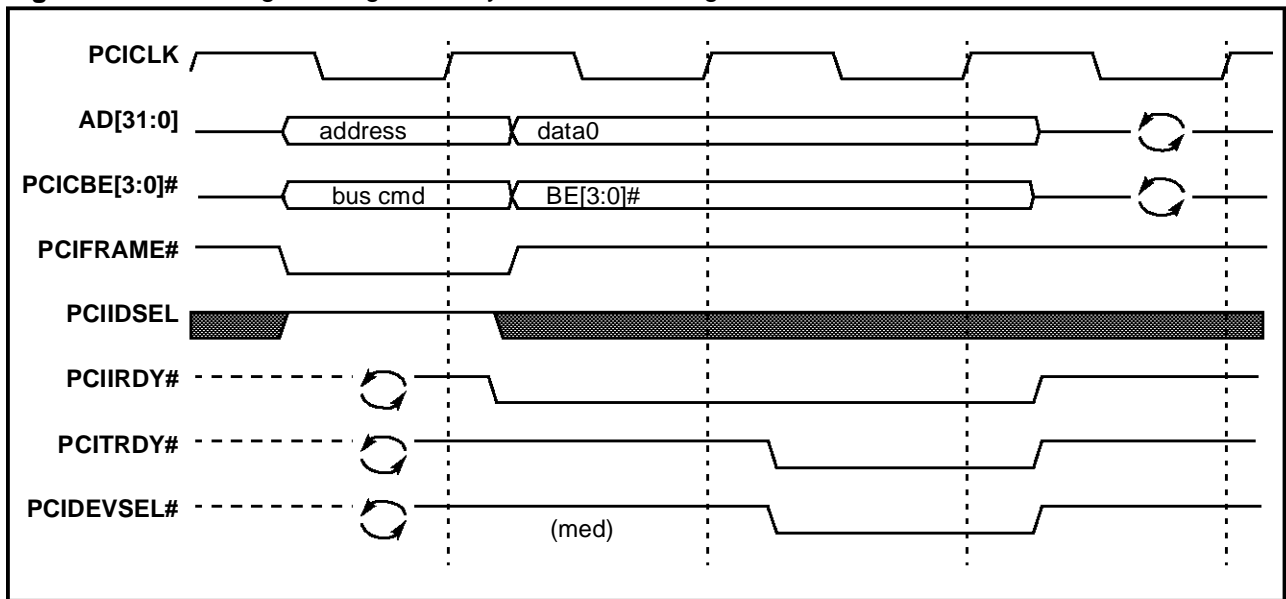 PCICLK
AD[31:0]
address
data0
PCICBE[3:0]#
bus cmd
BE[3:0]#
PCIFRAME#
PCIIDSEL
PCIIRDY#
PCITRDY#
PCIDEVSEL#
(med)